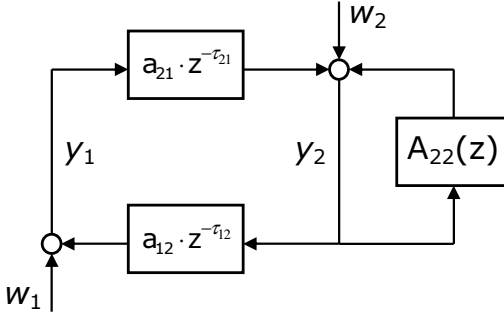 w₂
a₂₁ · z^−τ₂₁
y₁
y₂
A₂₂(z)
a₁₂ · z^−τ₁₂
w₁